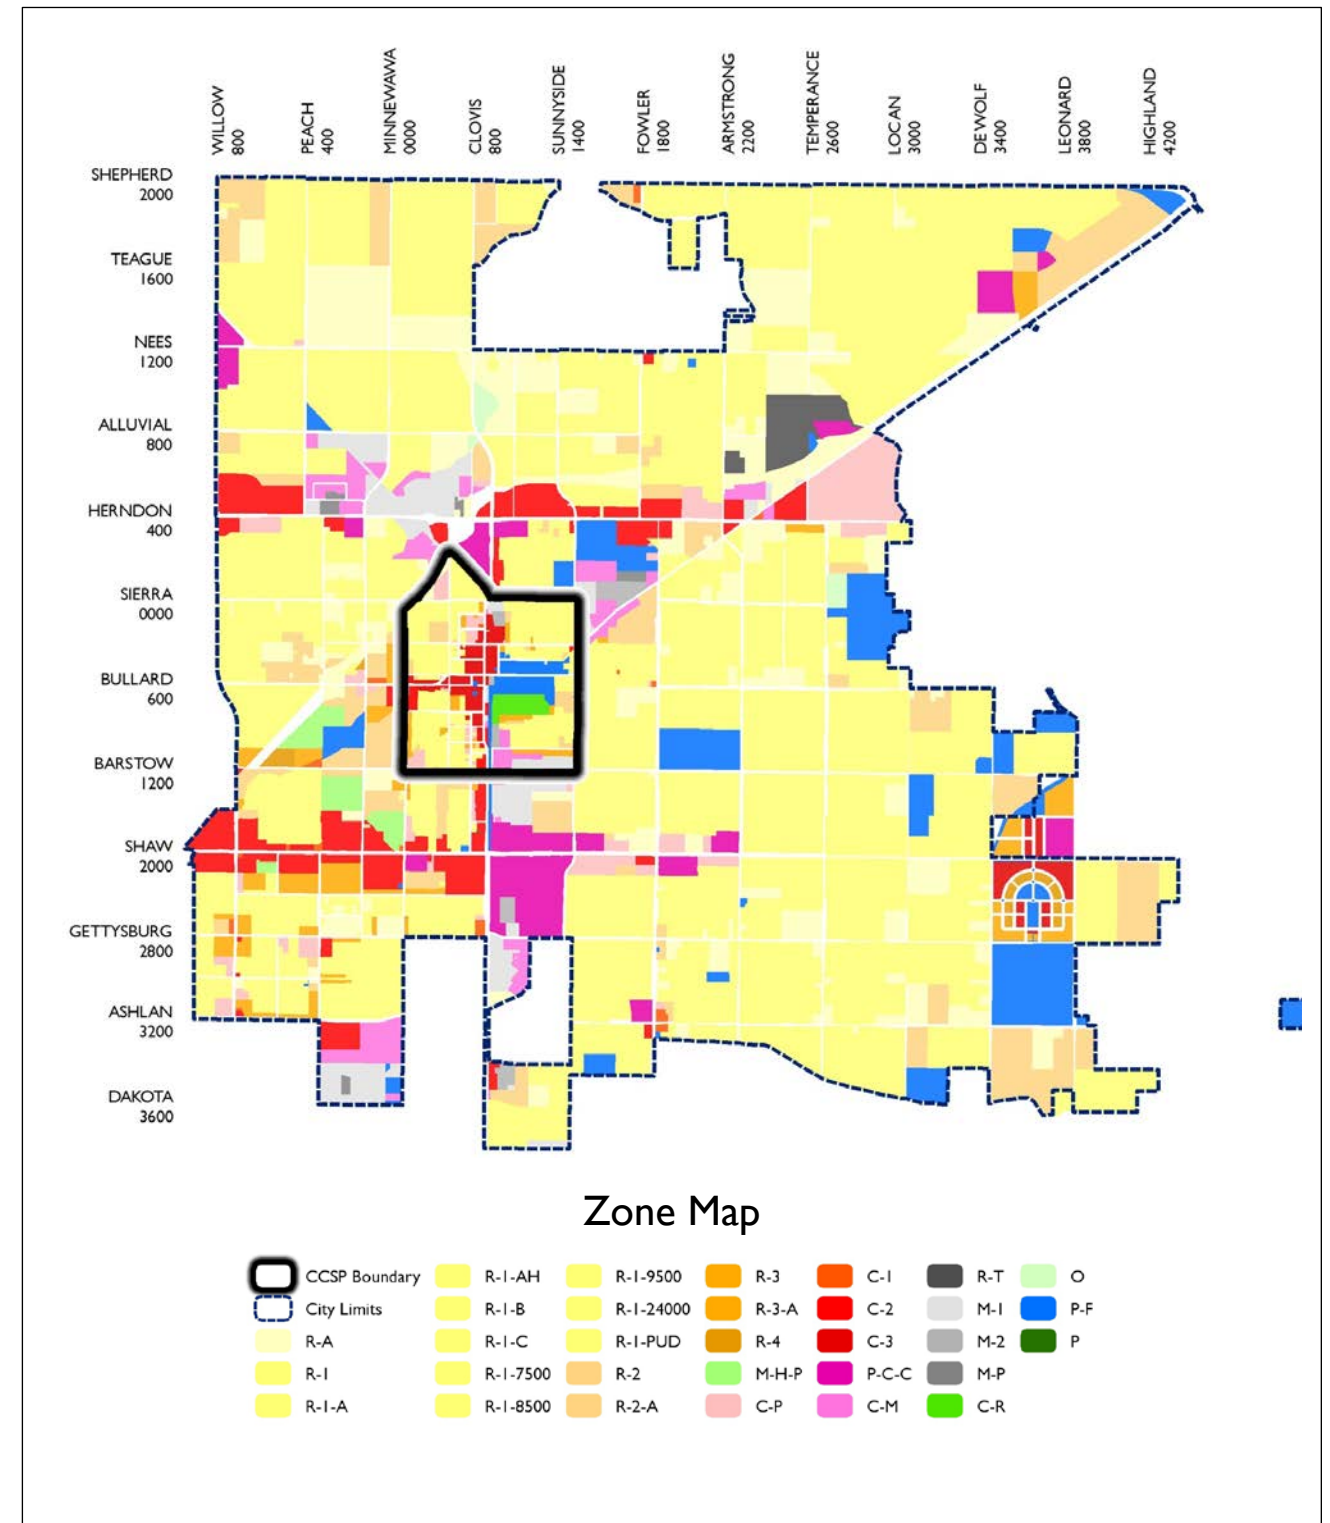 WILLOW
800
PEACH
400
MINNEWAWA
0000
CLOVIS
800
SUNNYSIDE
1400
FOWLER
1800
ARMSTRONG
2200
TEMPERANCE
2600
LOCAN
3000
DE WOLF
3400
LEONARD
3800
HIGHLAND
4200
SHEPHERD
2000
TEAGUE
1600
NEES
1200
ALLUVIAL
800
HERNDON
400
SIERRA
0000
BULLARD
600
BARSTOW
1200
SHAW
2000
GETTYSBURG
2800
ASHLAN
3200
DAKOTA
3600
Zone Map
CCSP Boundary
City Limits
R-A
R-1
R-1-A
R-1-AH
R-1-B
R-1-C
R-1-7500
R-1-8500
R-1-9500
R-1-24000
R-1-PUD
R-2
R-2-A
R-3
R-3-A
R-4
M-H-P
C-P
C-1
C-2
C-3
P-C-C
C-M
R-T
M-1
M-2
M-P
C-R
O
P-F
P